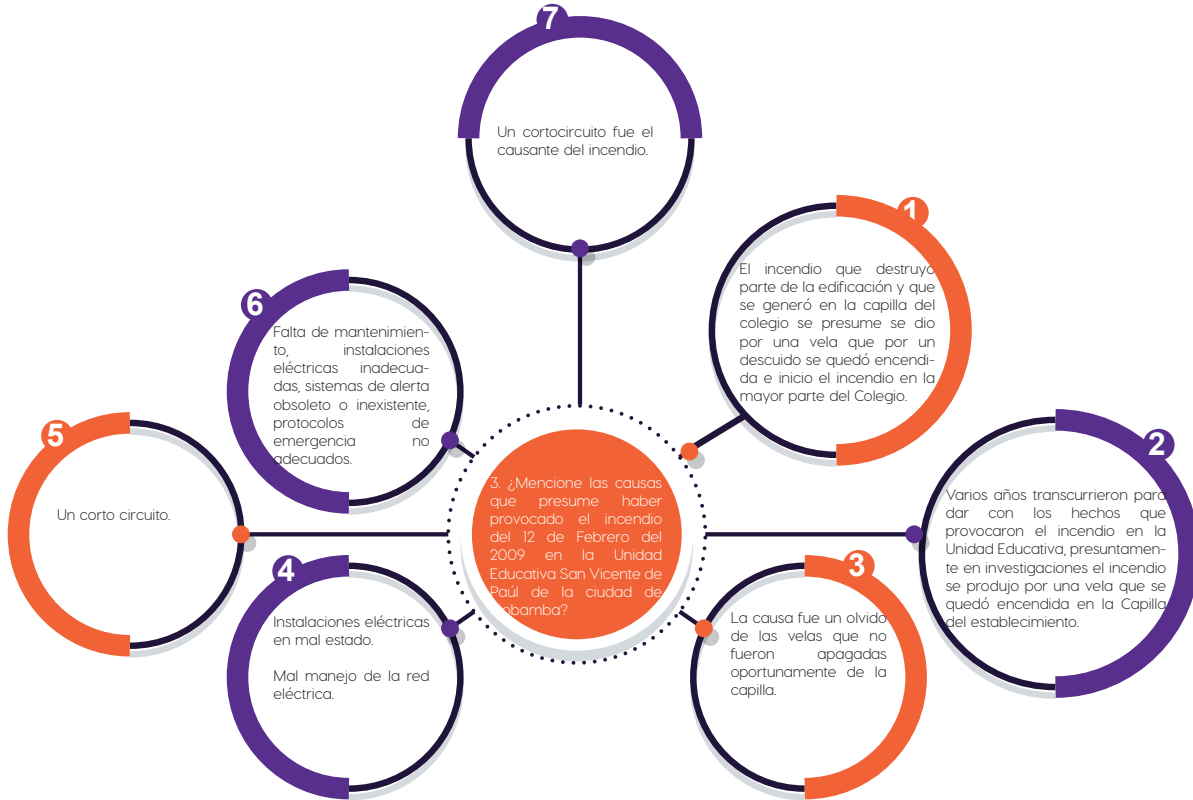 7
Un cortocircuito fue el
causante del incendio.
1
El incendio que destruyo
parte de la edificación y que
se generó en la capilla del
colegio se presume se dio
por una vela que por un
descuido se quedó encendi-
da e inicio el incendio en la
mayor parte del Colegio.
6
Falta de mantenimien-
to, instalaciones
eléctricas inadecua-
das, sistemas de alerta
obsoleto o inexistente,
protocolos de
emergencia no
adecuados.
5
Un corto circuito.
3. ¿Mencione las causas
que presume haber
provocado el incendio
del 12 de Febrero del
2009 en la Unidad
Educativa San Vicente de
Paúl de la ciudad de
iobamba?
2
Varios años transcurrieron para
dar con los hechos que
provocaron el incendio en la
Unidad Educativa, presuntamen-
te en investigaciones el incendio
se produjo por una vela que se
quedó encendida en la Capilla
del establecimiento.
4
Instalaciones eléctricas
en mal estado.
Mal manejo de la red
eléctrica.
3
La causa fue un olvido
de las velas que no
fueron apagadas
oportunamente de la
capilla.